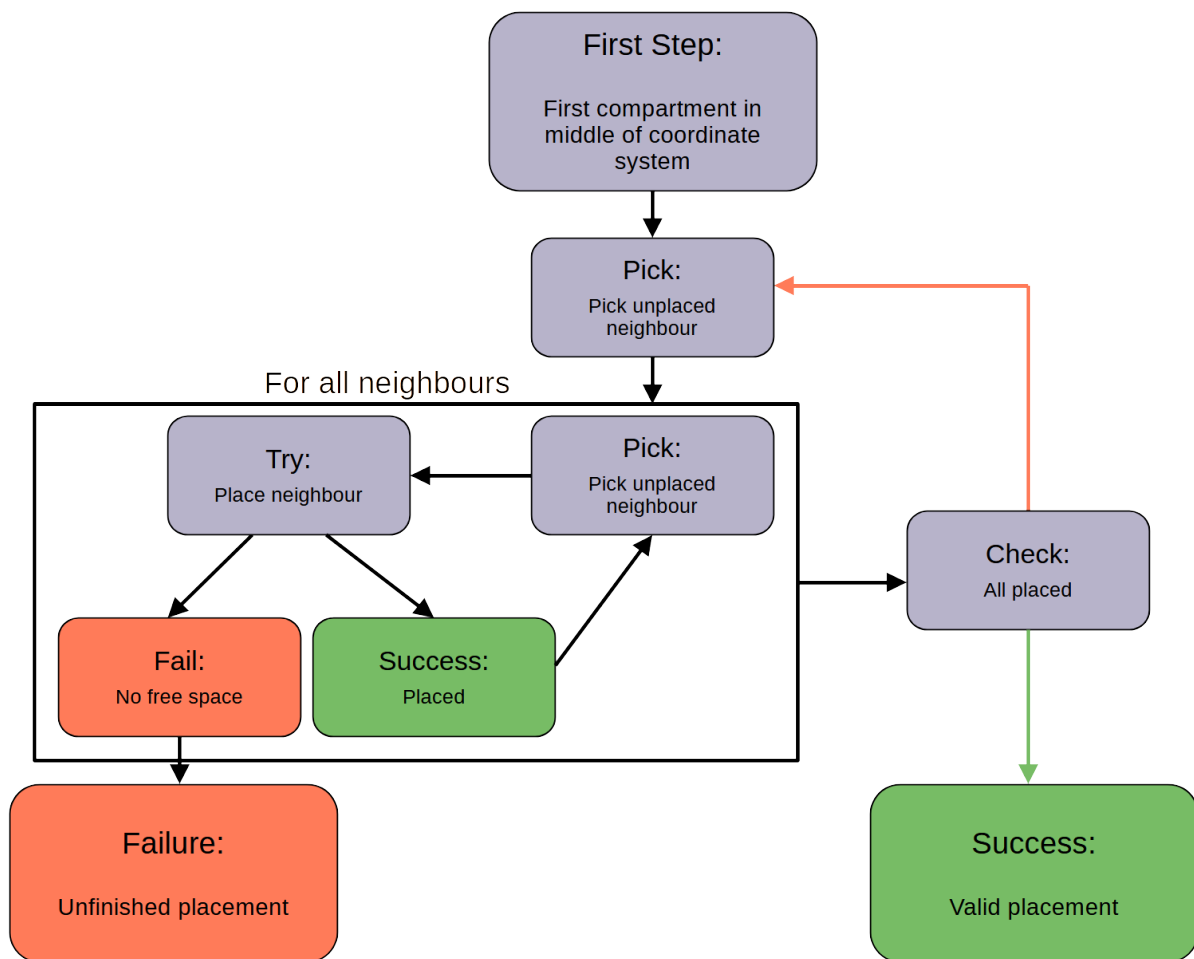 First Step:
First compartment in
middle of coordinate
system
Pick:
Pick unplaced
neighbour
For all neighbours
Try:
Place neighbour
Pick:
Pick unplaced
neighbour
Check:
All placed
Fail:
No free space
Success:
Placed
Failure:
Unfinished placement
Success:
Valid placement